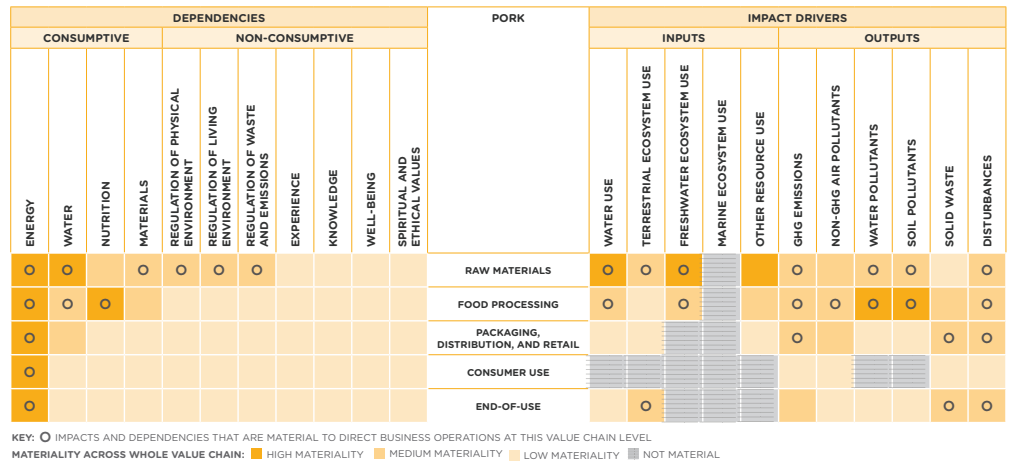 DEPENDENCIES
PORK
IMPACT DRIVERS
CONSUMPTIVE
NON-CONSUMPTIVE
INPUTS
OUTPUTS
ENERGY
WATER
NUTRITION
MATERIALS
REGULATION OF PHYSICAL
ENVIRONMENT
REGULATION OF LIVING
ENVIRONMENT
REGULATION OF WASTE
AND EMISSIONS
EXPERIENCE
KNOWLEDGE
WELL-BEING
SPIRITUAL AND
ETHICAL VALUES
WATER USE
TERRESTRIAL ECOSYSTEM USE
FRESHWATER ECOSYSTEM USE
MARINE ECOSYSTEM USE
OTHER RESOURCE USE
GHG EMISSIONS
NON-GHG AIR POLLUTANTS
WATER POLLUTANTS
SOIL POLLUTANTS
SOLID WASTE
DISTURBANCES
RAW MATERIALS
FOOD PROCESSING
PACKAGING,
DISTRIBUTION, AND RETAIL
CONSUMER USE
END-OF-USE
KEY: O IMPACTS AND DEPENDENCIES THAT ARE MATERIAL TO DIRECT BUSINESS OPERATIONS AT THIS VALUE CHAIN LEVEL
MATERIALITY ACROSS WHOLE VALUE CHAIN: HIGH MATERIALITY MEDIUM MATERIALITY LOW MATERIALITY NOT MATERIAL